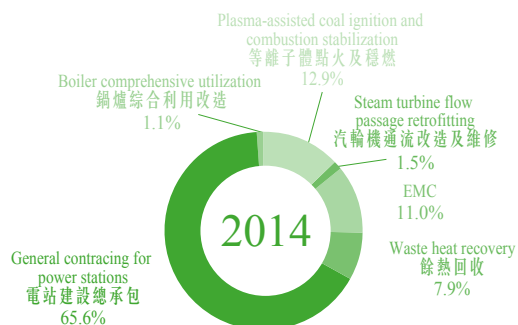 Plasma-assisted coal ignition and
combustion stabilization
等離子體點火及穩燃
12.9%
Boiler comprehensive utilization
鍋爐綜合利用改造
1.1%
Steam turbine flow
passage retrofitting
汽輪機通流改造及維修
1.5%
EMC
11.0%
2014
Waste heat recovery
餘熱回收
7.9%
General contracing for
power stations
電站建設總承包
65.6%